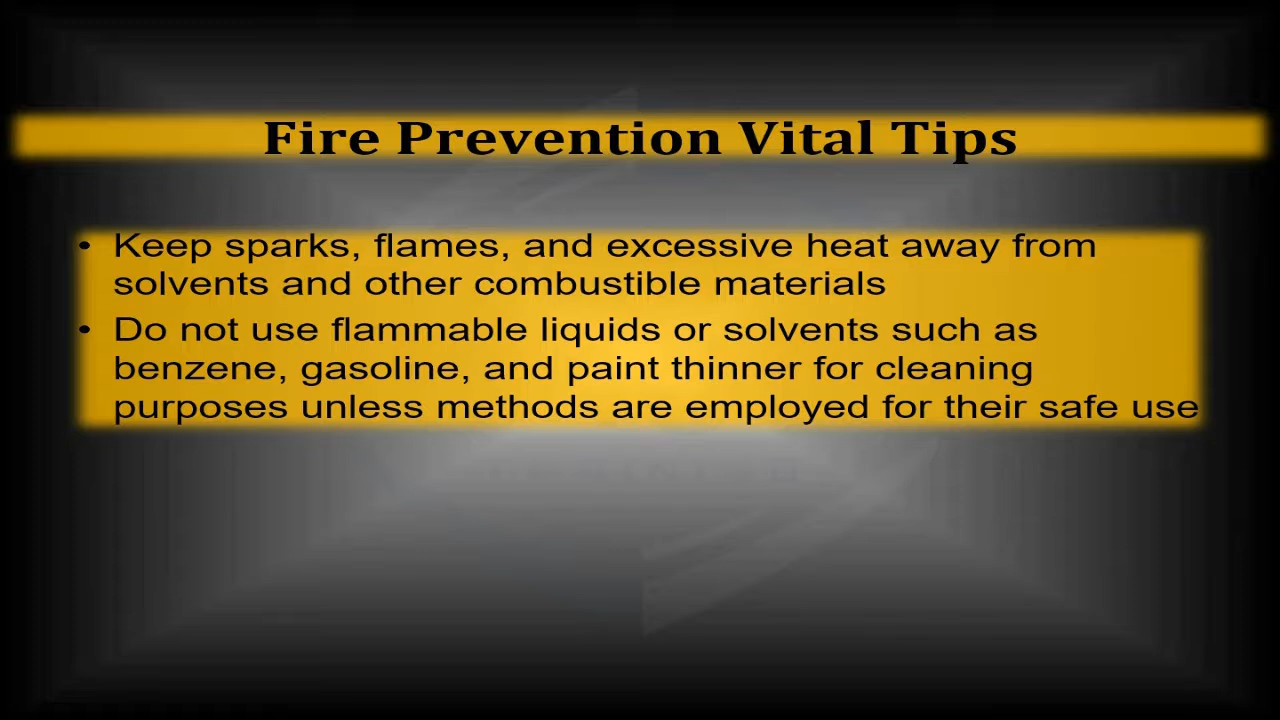 Fire Prevention Vital Tips
• Keep sparks, flames, and excessive heat away from
solvents and other combustible materials
• Do not use flammable liquids or solvents such as
benzene, gasoline, and paint thinner for cleaning
purposes unless methods are employed for their safe use